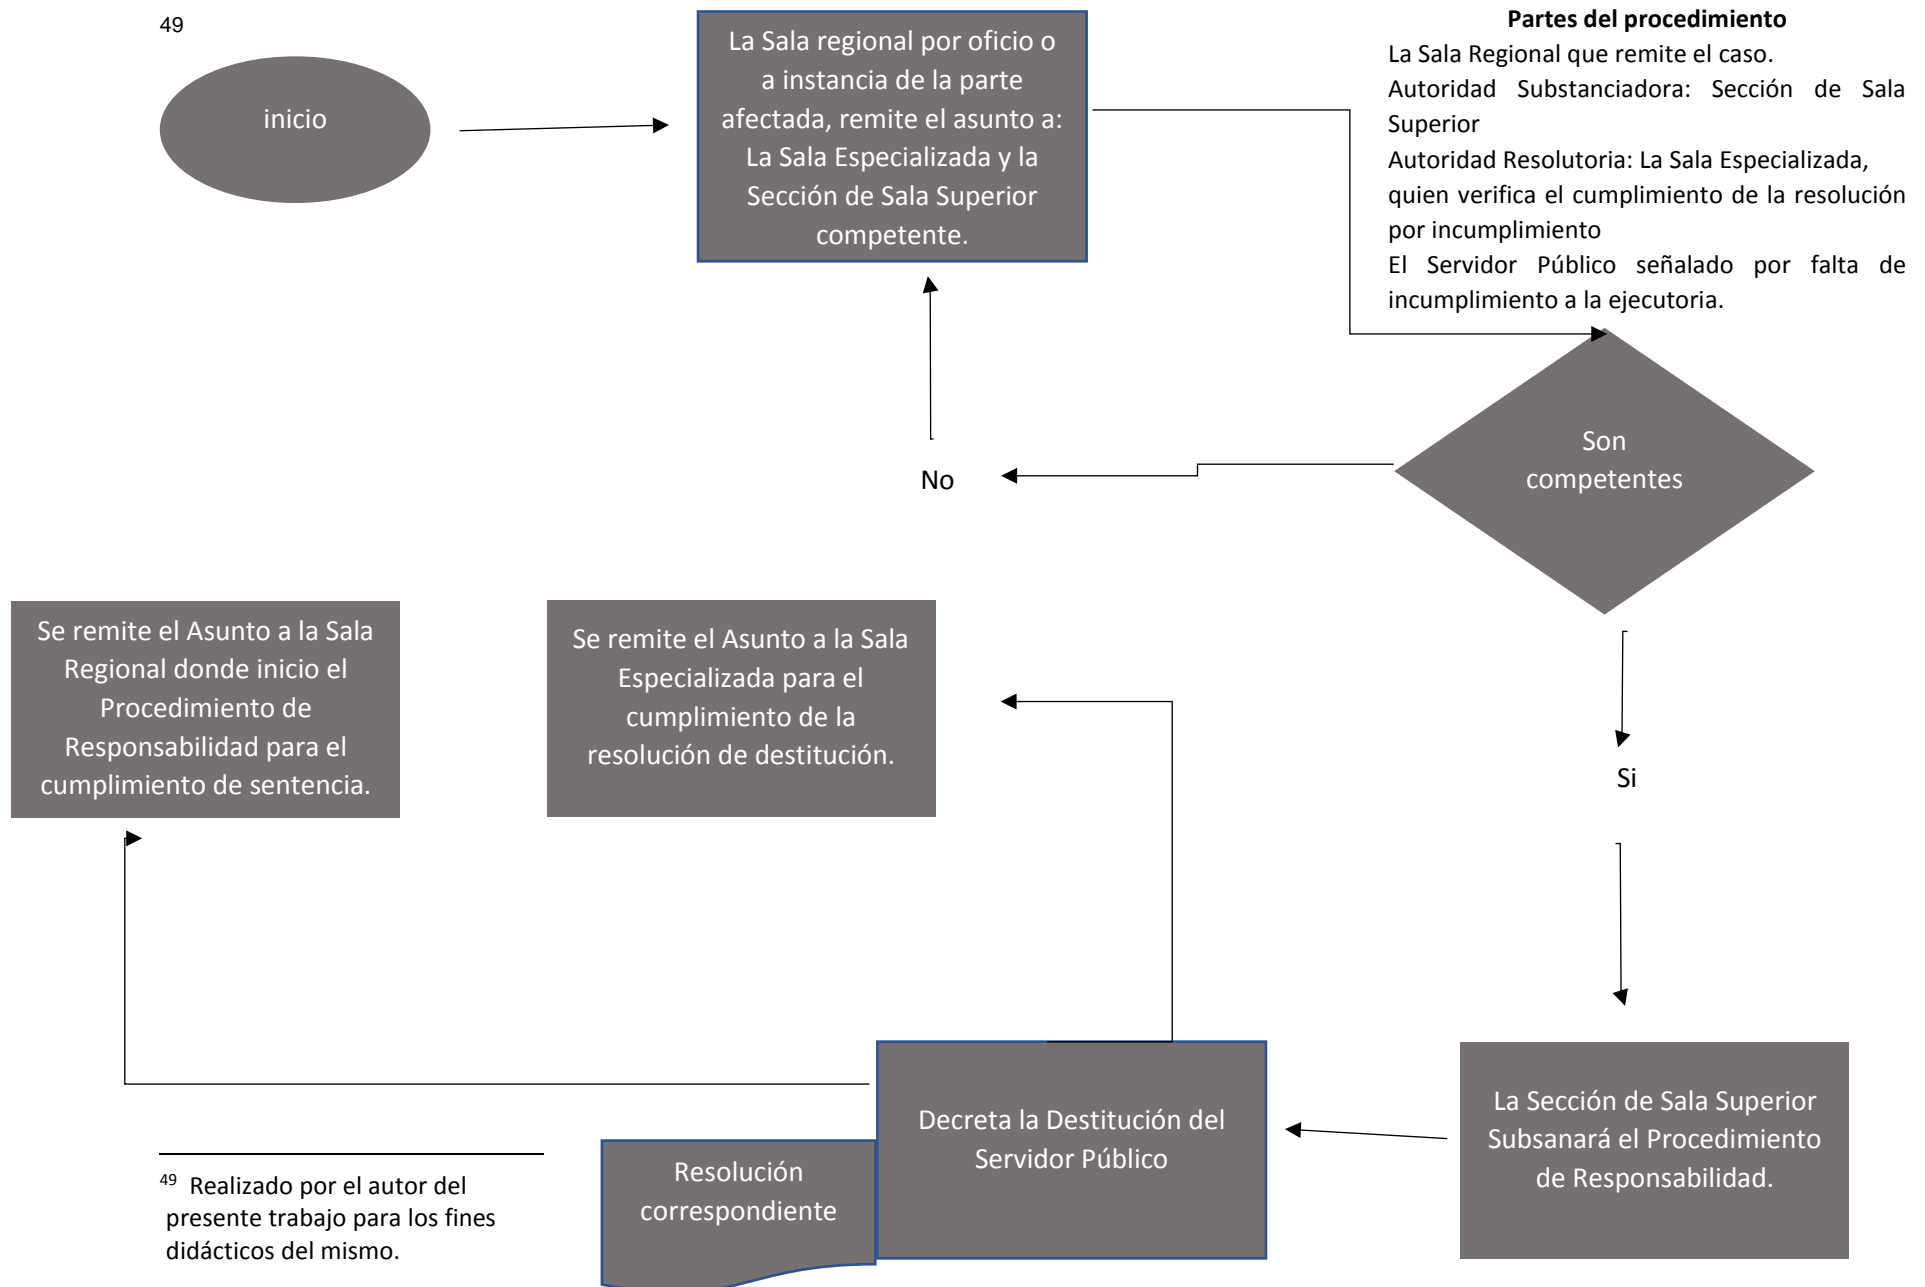 49
inicio
La Sala regional por oficio o
a instancia de la parte
afectada, remite el asunto a:
La Sala Especializada y la
Sección de Sala Superior
competente.
Partes del procedimiento
La Sala Regional que remite el caso.
Autoridad Substanciadora: Sección de Sala
Superior
Autoridad Resolutoria: La Sala Especializada,
quien verifica el cumplimiento de la resolución
por incumplimiento
El Servidor Público señalado por falta de
incumplimiento a la ejecutoria.
Son
competentes
No
Si
Se remite el Asunto a la Sala
Regional donde inicio el
Procedimiento de
Responsabilidad para el
cumplimiento de sentencia.
Se remite el Asunto a la Sala
Especializada para el
cumplimiento de la
resolución de destitución.
La Sección de Sala Superior
Subsanará el Procedimiento
de Responsabilidad.
Decreta la Destitución del
Servidor Público
Resolución
correspondiente
49 Realizado por el autor del
presente trabajo para los fines
didácticos del mismo.